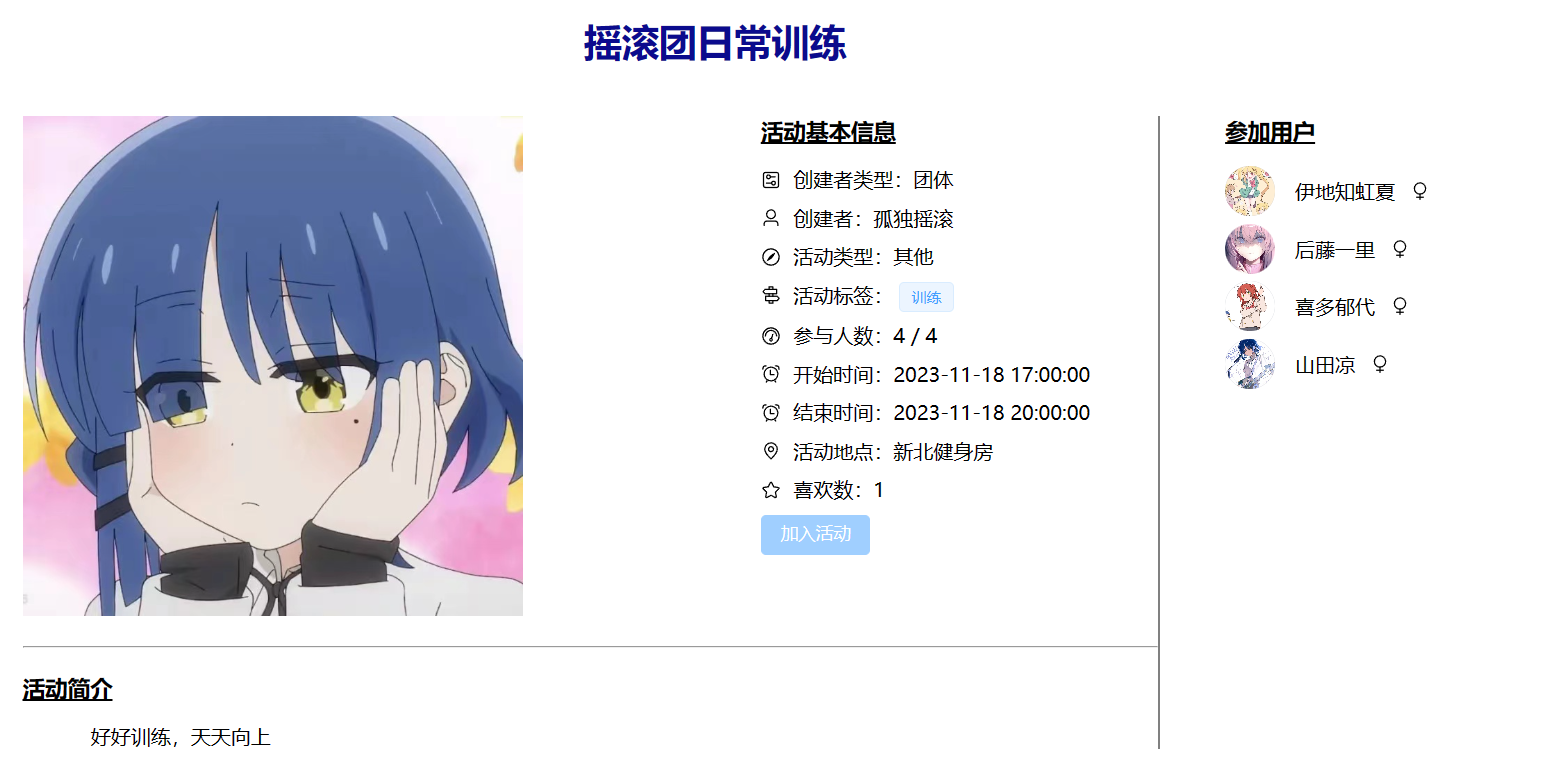 摇滚团日常训练
活动基本信息
创建者类型：团体
创建者：孤独摇滚
活动类型：其他
活动标签： 训练
参与人数：4 / 4
开始时间：2023-11-18 17:00:00
结束时间：2023-11-18 20:00:00
活动地点：新北健身房
喜欢数：1
加入活动
参加用户
伊地知虹夏 ♀
后藤一里 ♀
喜多郁代 ♀
山田凉 ♀
活动简介
好好训练，天天向上